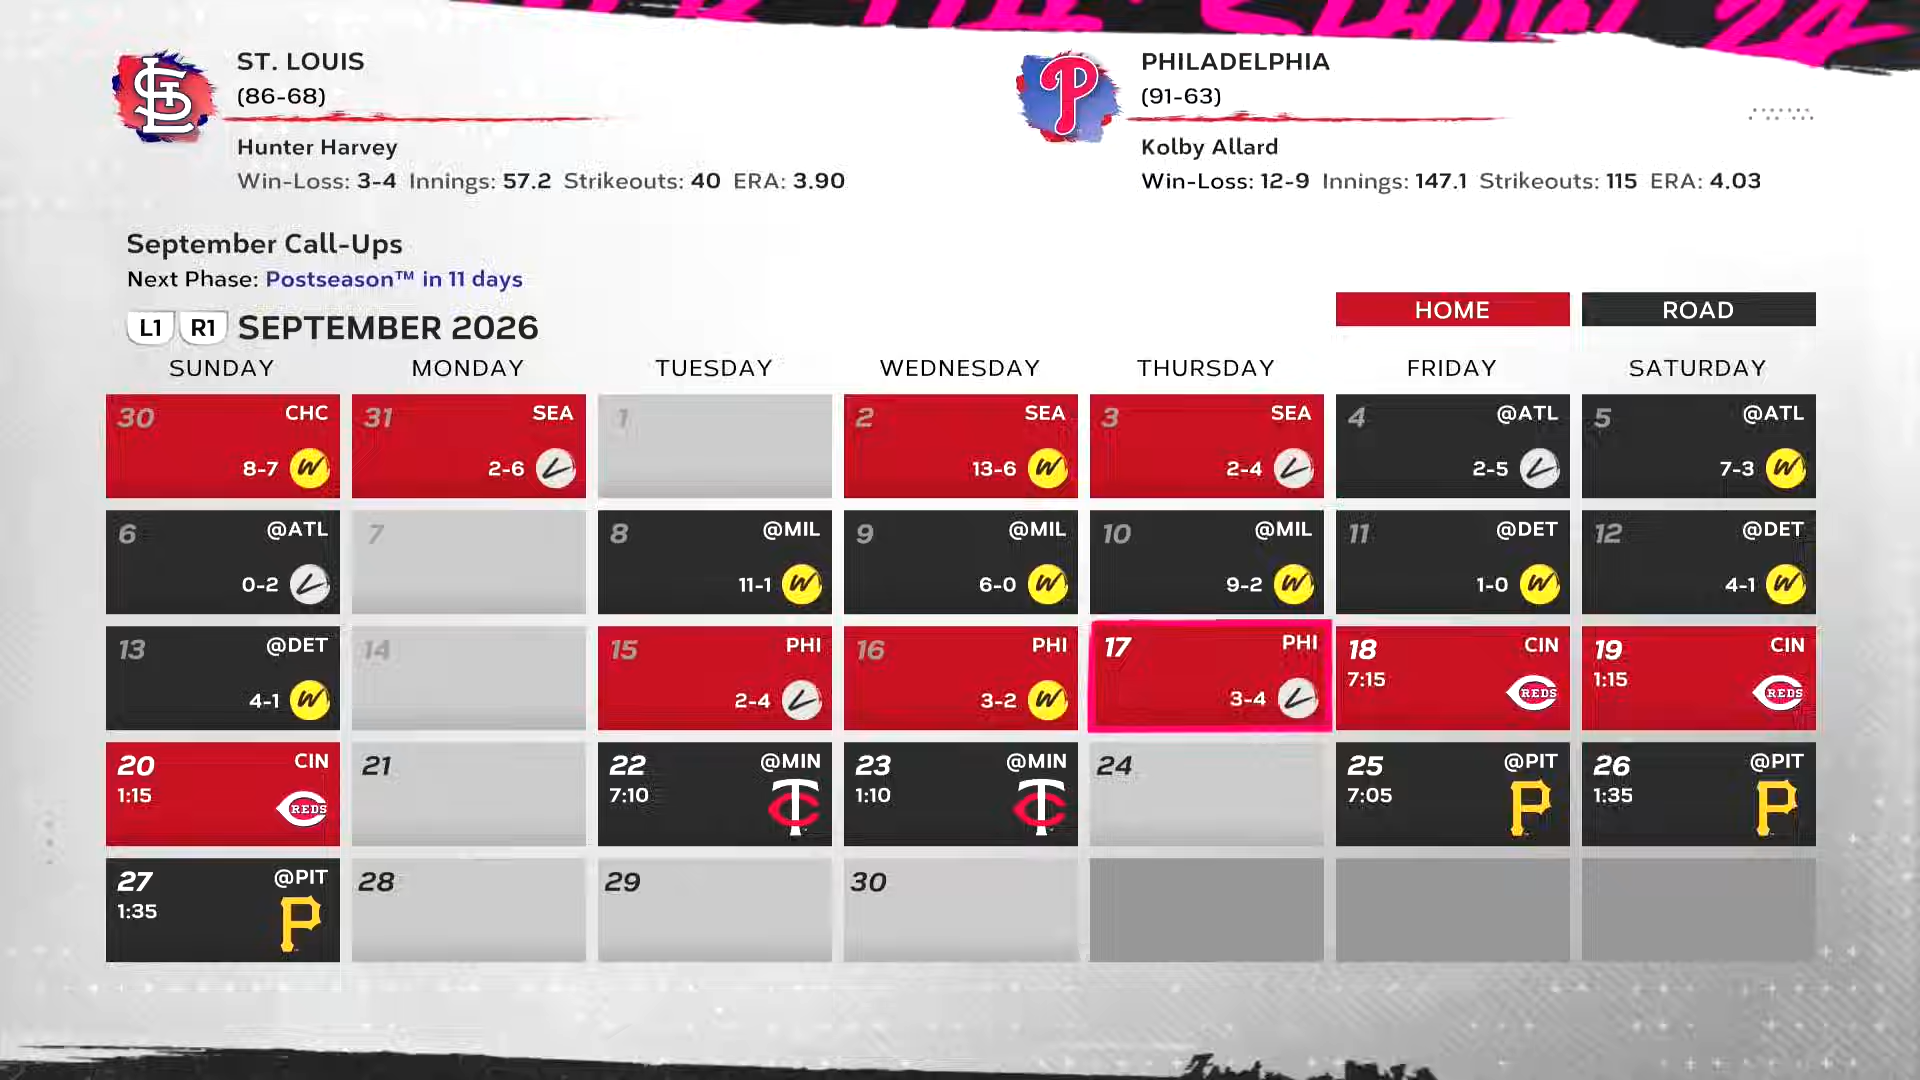 ST. LOUIS
(86-68)
Hunter Harvey
Win-Loss: 3-4 Innings: 57.2 Strikeouts: 40 ERA: 3.90
PHILADELPHIA
(91-63)
Kolby Allard
Win-Loss: 12-9 Innings: 147.1 Strikeouts: 115 ERA: 4.03
September Call-Ups
Next Phase: Postseason™ in 11 days
L1 R1 SEPTEMBER 2026
HOME ROAD
SUNDAY MONDAY TUESDAY WEDNESDAY THURSDAY FRIDAY SATURDAY
30 CHC 31 SEA 1 2 SEA 3 SEA 4 @ATL 5 @ATL
8-7 W 2-6 L 13-6 W 2-4 L 2-5 L 7-3 W
6 @ATL 7 8 @MIL 9 @MIL 10 @MIL 11 @DET 12 @DET
0-2 L 11-1 W 6-0 W 9-2 W 1-0 W 4-1 W
13 @DET 14 15 PHI 16 PHI 17 PHI 18 CIN 19 CIN
4-1 W 2-4 L 3-2 W 3-4 L 7:15 REDS 1:15 REDS
20 CIN 21 22 @MIN 23 @MIN 24 25 @PIT 26 @PIT
1:15 REDS 7:10 TC 1:10 TC 7:05 P 1:35 P
27 @PIT 28 29 30
1:35 P